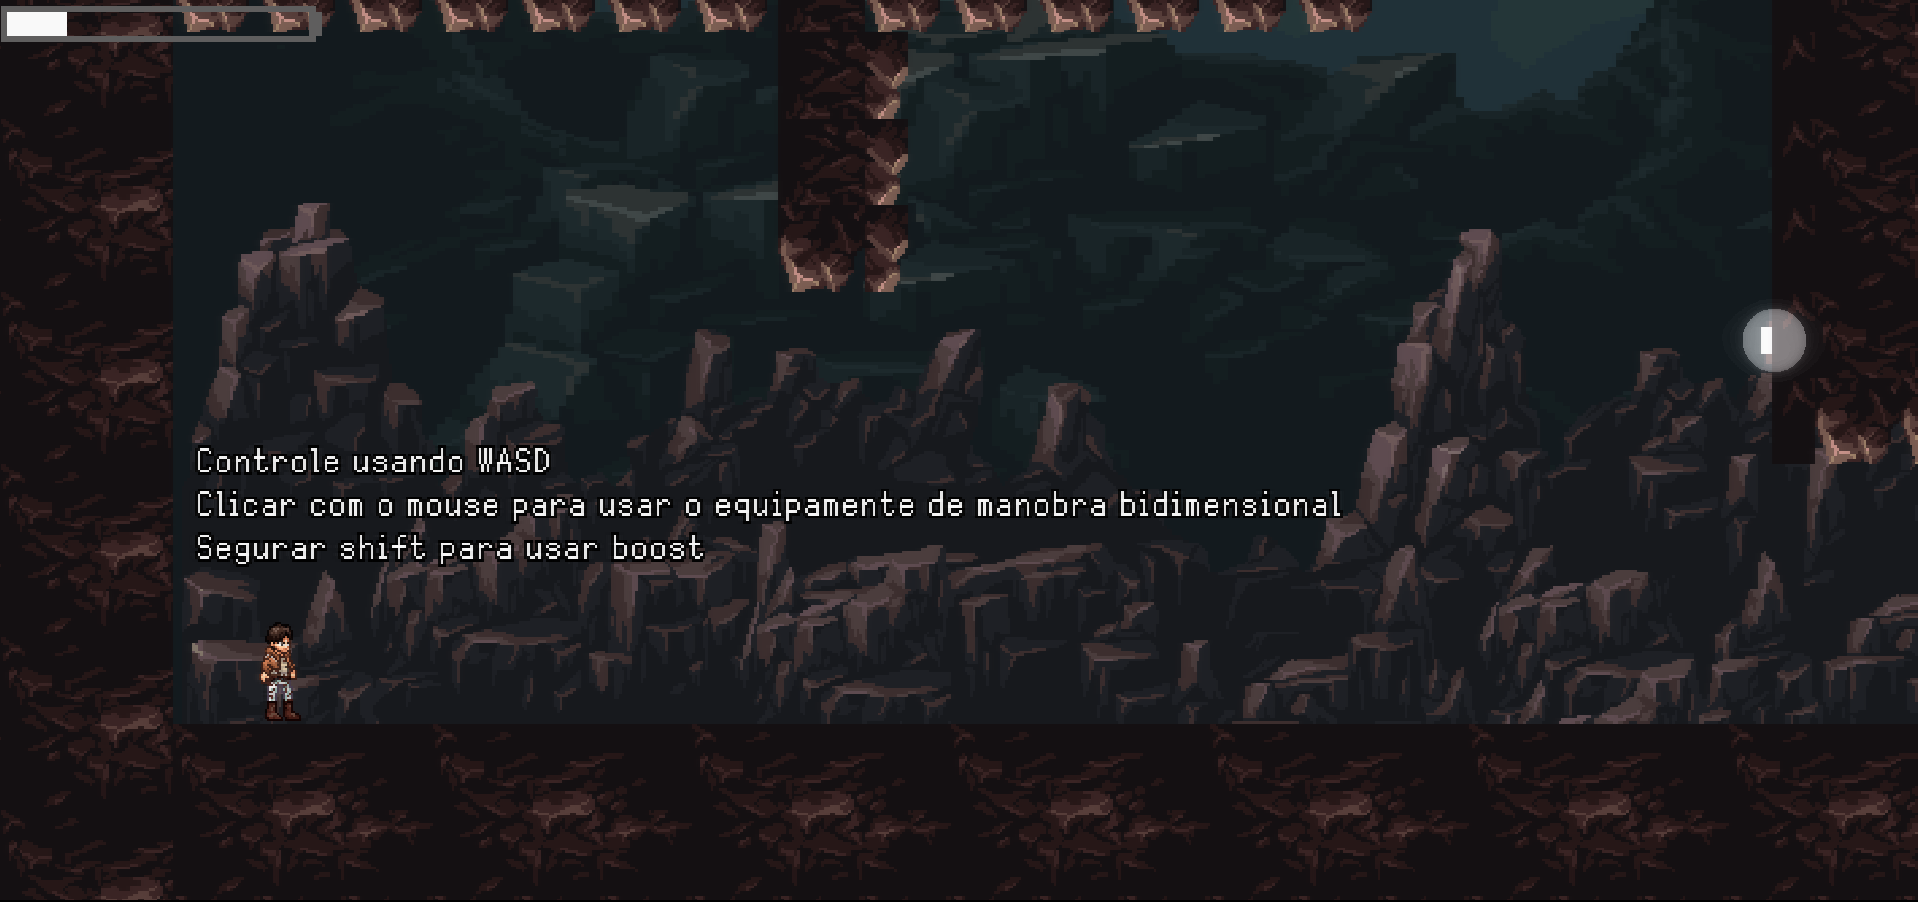 Controle usando WASD
Clicar com o mouse para usar o equipamente de manobra bidimensional
Segurar shift para usar boost